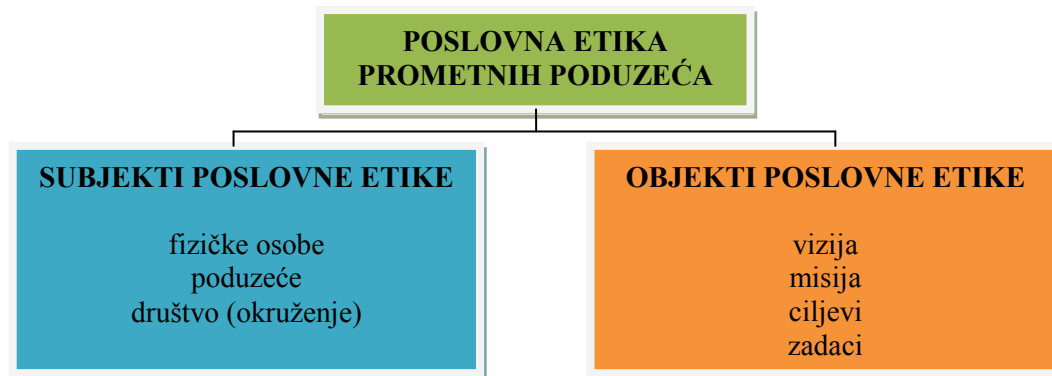 POSLOVNA ETIKA
PROMETNIH PODUZEĆA
SUBJEKTI POSLOVNE ETIKE
fizičke osobe
poduzeće
društvo (okruženje)
OBJEKTI POSLOVNE ETIKE
vizija
misija
ciljevi
zadaci